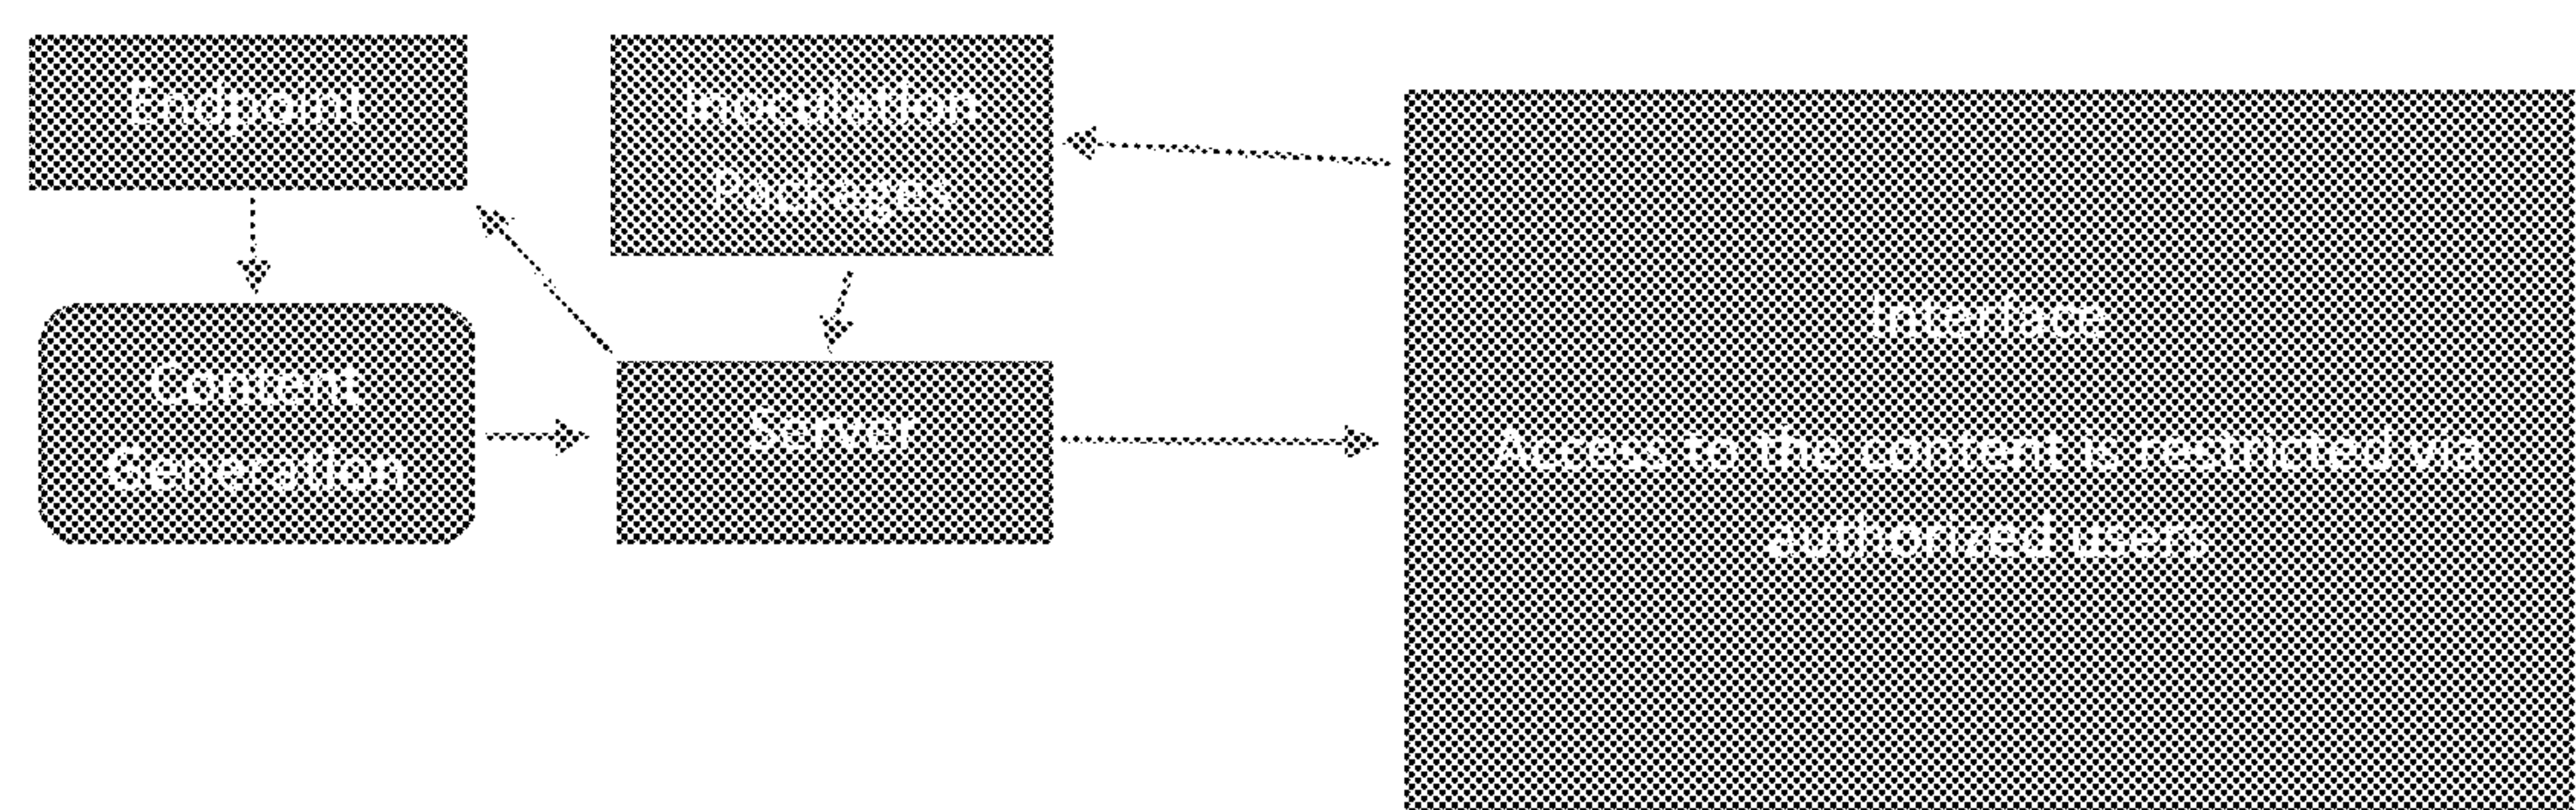 Endpoint
Inoculation
Packages
Content
Generation
Server
Interface
Access to the content is restricted via
authorized users